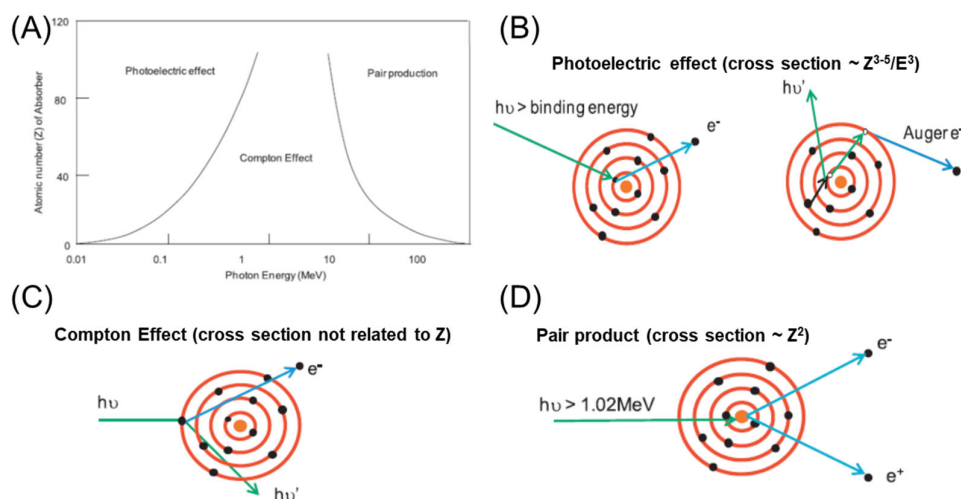 (A)
120
80
40
0
Atomic number (Z) of Absorber
Photoelectric effect
Pair production
Compton Effect
0.01
0.1
1
10
100
Photon Energy (MeV)
(B)
Photoelectric effect (cross section ~ Z³⁻⁵/E³)
hυ > binding energy
e⁻
hυ'
Auger e⁻
(C)
Compton Effect (cross section not related to Z)
hυ
e⁻
hυ'
(D)
Pair product (cross section ~ Z²)
hυ > 1.02MeV
e⁻
e⁺